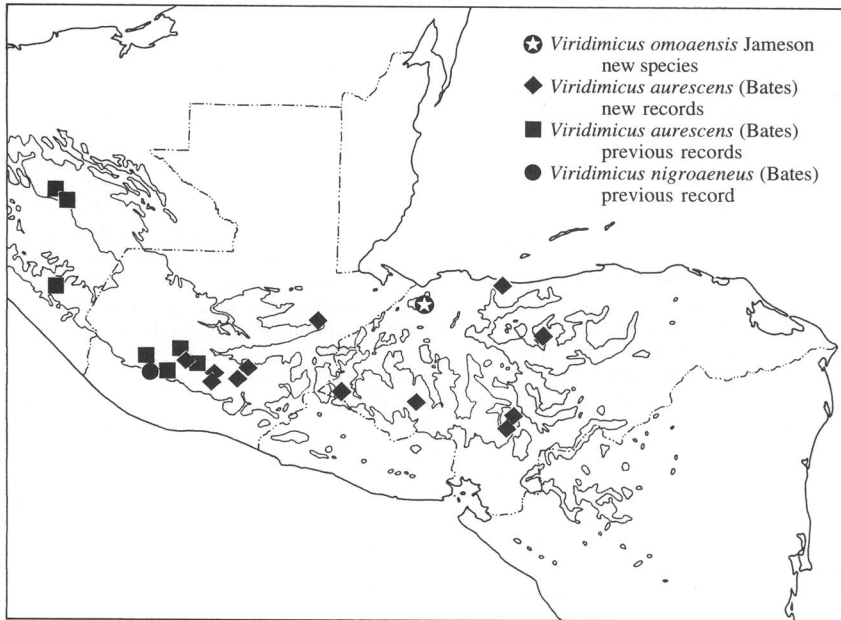 Viridimicus omoaensis Jameson
new species
Viridimicus aurescens (Bates)
new records
Viridimicus aurescens (Bates)
previous records
Viridimicus nigroaeneus (Bates)
previous record